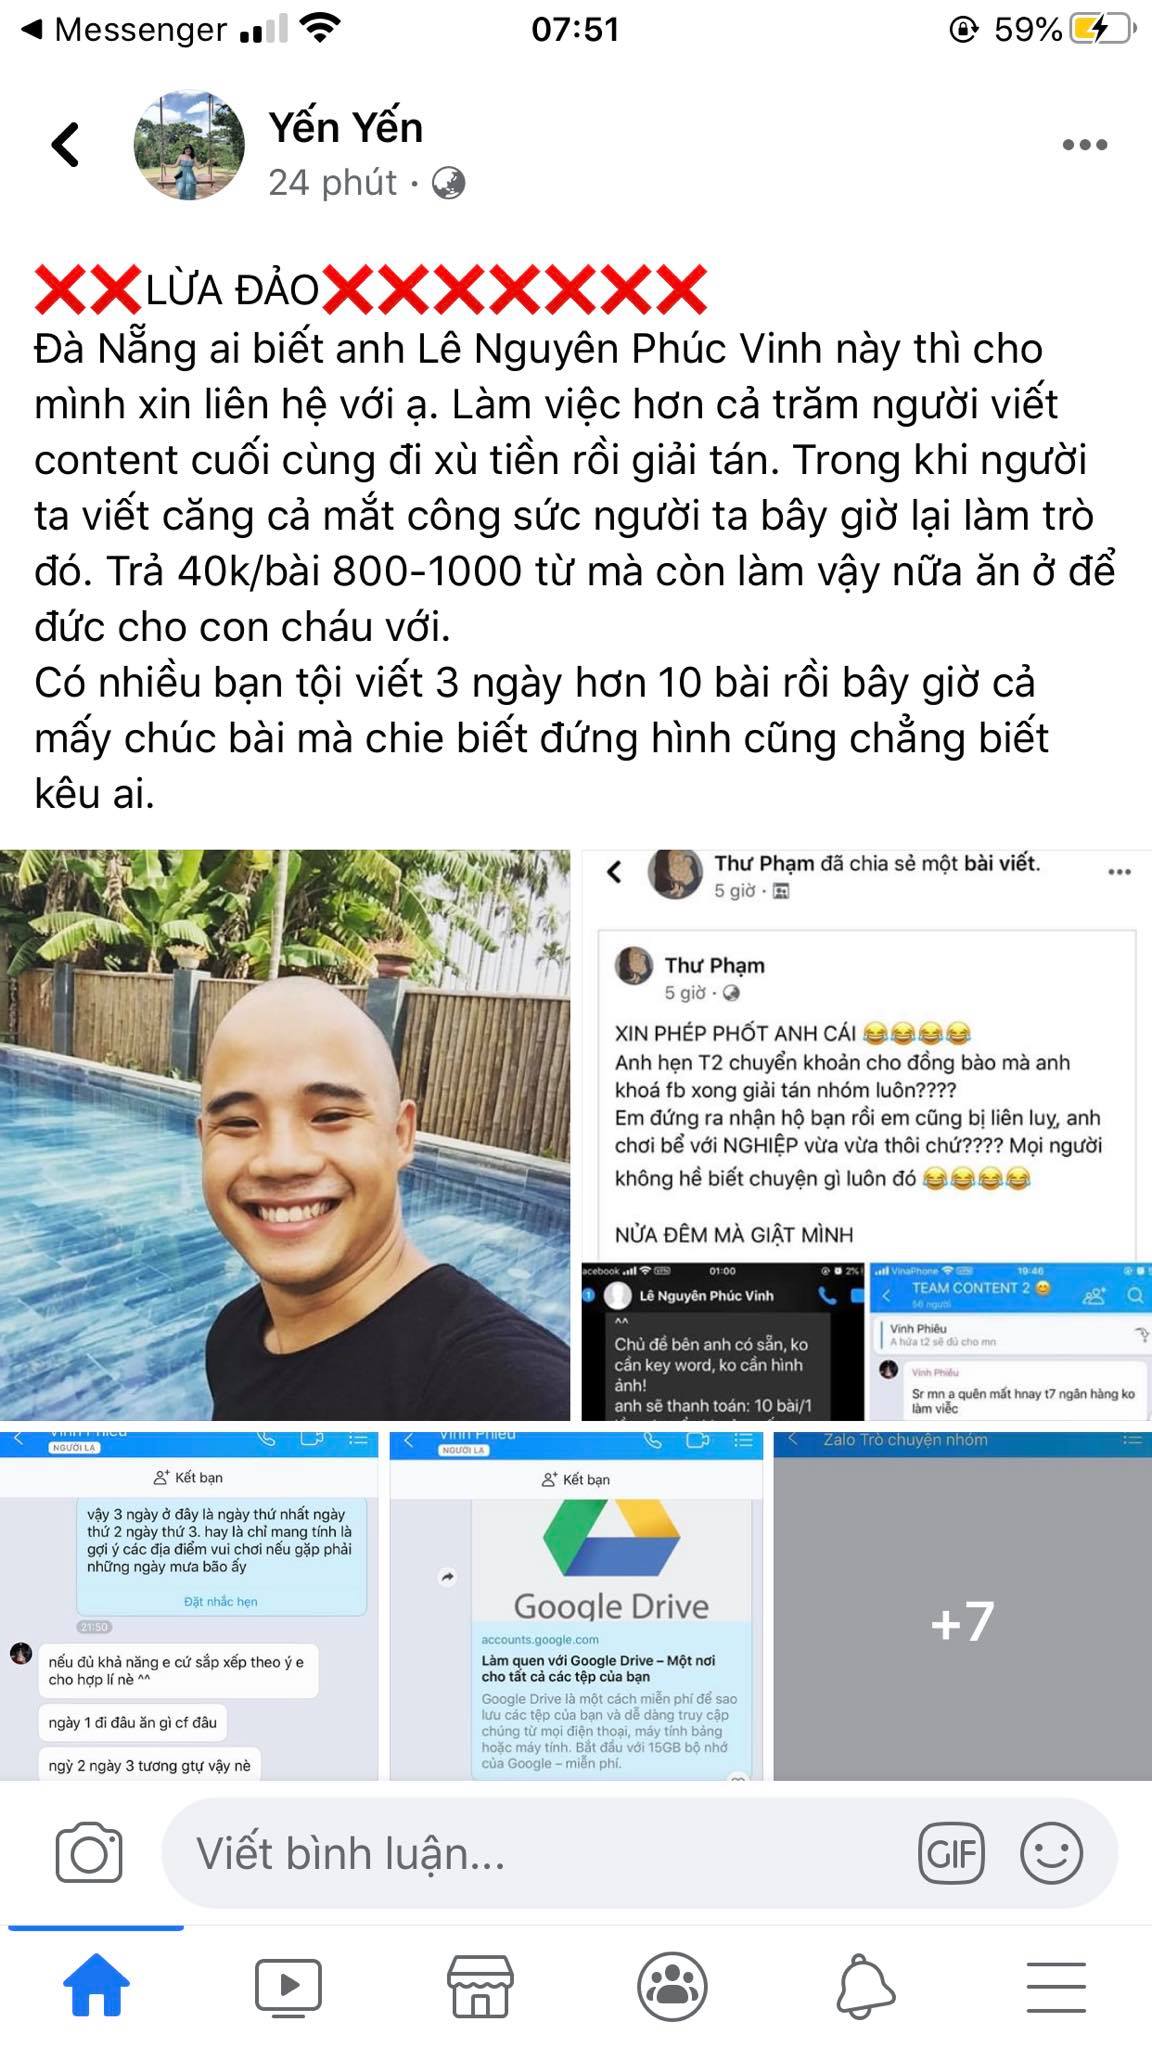 Messenger
07:51
59%
Yến Yến
24 phút ·
LỪA ĐẢO
Đà Nẵng ai biết anh Lê Nguyên Phúc Vinh này thì cho
mình xin liên hệ với ạ. Làm việc hơn cả trăm người viết
content cuối cùng đi xù tiền rồi giải tán. Trong khi người
ta viết căng cả mắt công sức người ta bây giờ lại làm trò
đó. Trả 40k/bài 800-1000 từ mà còn làm vậy nữa ăn ở để
đức cho con cháu với.
Có nhiều bạn tội viết 3 ngày hơn 10 bài rồi bây giờ cả
mấy chúc bài mà chie biết đứng hình cũng chẳng biết
kêu ai.
Thư Phạm đã chia sẻ một bài viết.
5 giờ ·
Thư Phạm
5 giờ ·
XIN PHÉP PHỐT ANH CÁI 😂😂😂😂
Anh hẹn T2 chuyển khoản cho đồng bào mà anh
khoá fb xong giải tán nhóm luôn????
Em đứng ra nhận hộ bạn rồi em cũng bị liên luỵ, anh
chơi bể với NGHIỆP vừa vừa thôi chứ???? Mọi người
không hề biết chuyện gì luôn đó 😂😂😂😂
NỬA ĐÊM MÀ GIẬT MÌNH
acebook
01:00
2%
1
Lê Nguyên Phúc Vinh
^^
Chủ đề bên anh có sẵn, ko
cần key word, ko cần hình
ảnh!
anh sẽ thanh toán: 10 bài/1
VinaPhone
19:46
TEAM CONTENT 2
56 người
Vinh Phiêu
A hứa t2 sẽ đủ cho mn
Vinh Phiêu
Sr mn a quên mất hnay t7 ngân hàng ko
làm việc
Vinh Phiêu
NGƯỜI LẠ
Kết bạn
vậy 3 ngày ở đây là ngày thứ nhất ngày
thứ 2 ngày thứ 3. hay là chỉ mang tính là
gợi ý các địa điểm vui chơi nếu gặp phải
những ngày mưa bão ấy
Đặt nhắc hẹn
21:50
nếu đủ khả năng e cứ sắp xếp theo ý e
cho hợp lí nè ^^
ngày 1 đi đâu ăn gì cf đâu
ngỳ 2 ngày 3 tương gtự vậy nè
Vinh Phiêu
NGƯỜI LẠ
Kết bạn
Google Drive
accounts.google.com
Làm quen với Google Drive – Một nơi
cho tất cả các tệp của bạn
Google Drive là một cách miễn phí để sao
lưu các tệp của bạn và dễ dàng truy cập
chúng từ mọi điện thoại, máy tính bảng
hoặc máy tính. Bắt đầu với 15GB bộ nhớ
của Google – miễn phí.
Zalo Trò chuyện nhóm
+7
Viết bình luận...
GIF